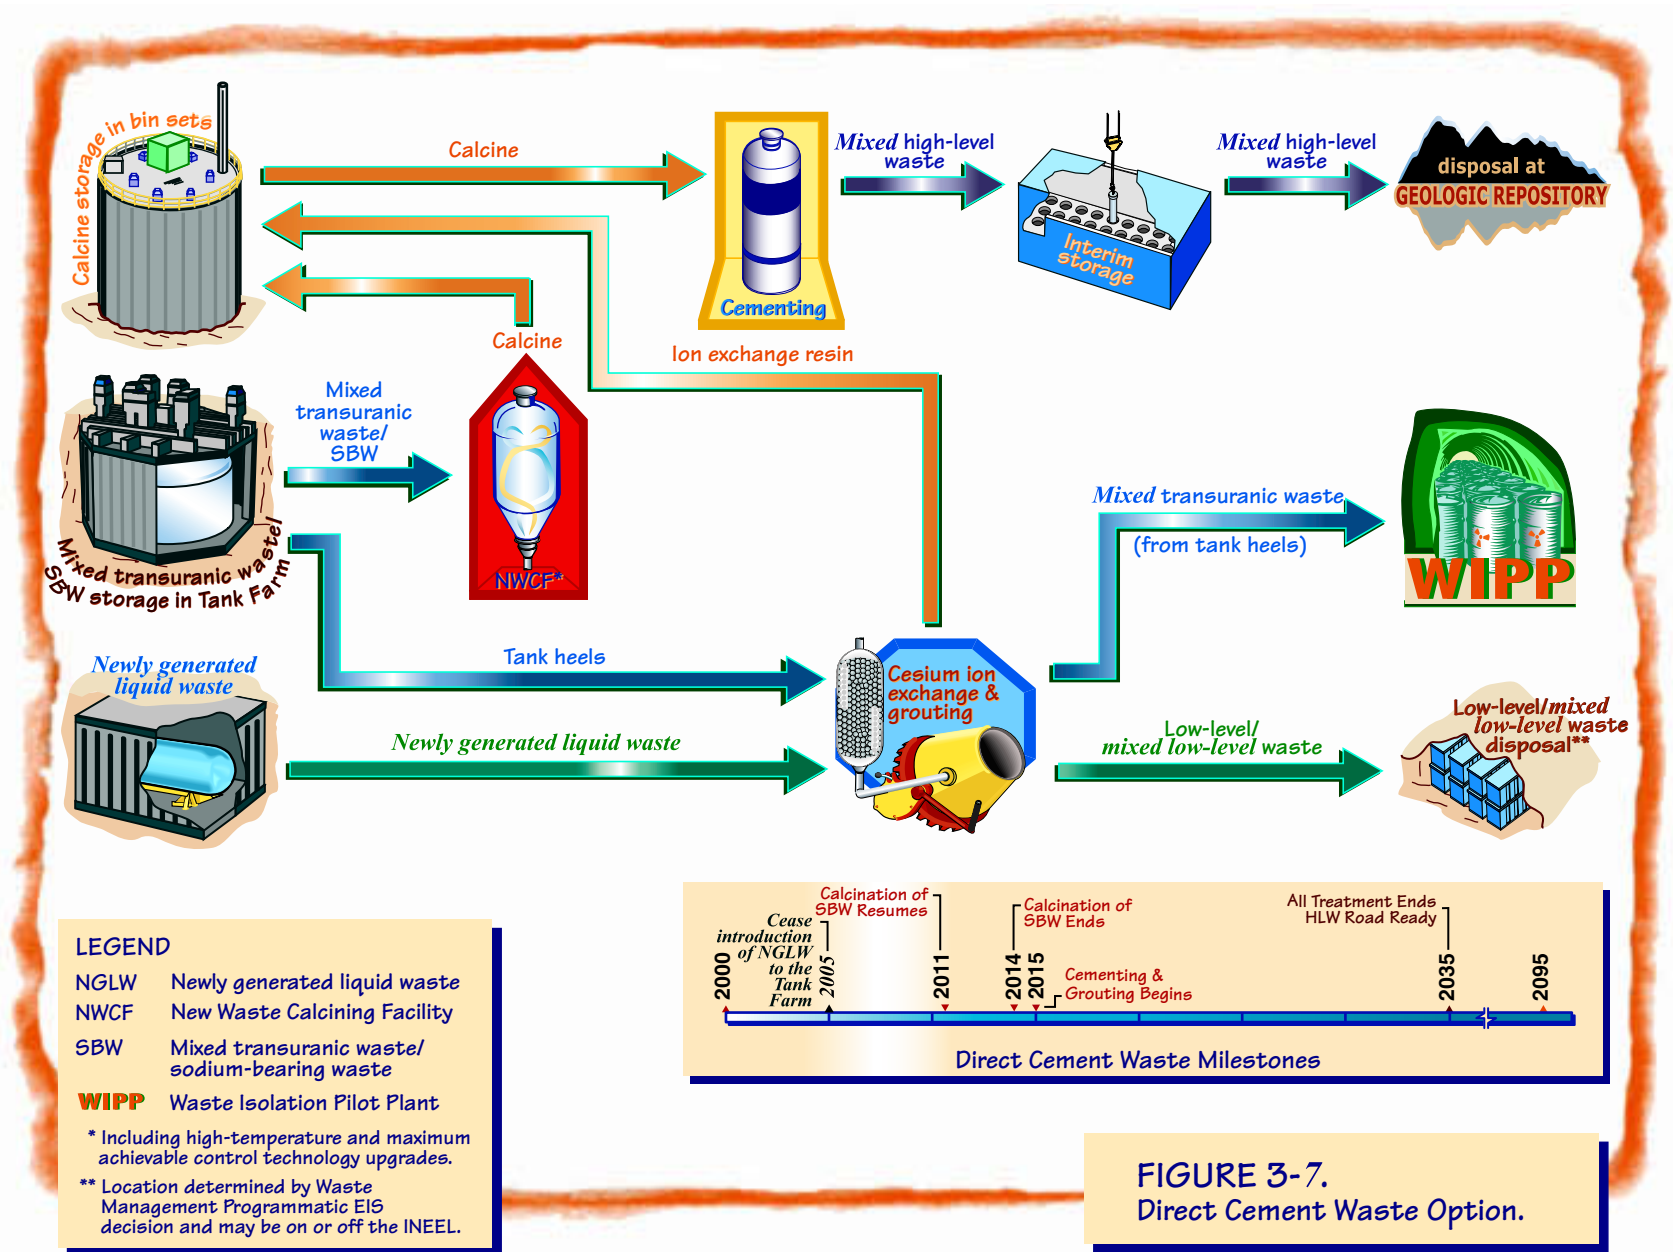 Calcine storage in bin sets
Calcine
Cementing
Mixed high-level
waste
Interim
storage
Mixed high-level
waste
disposal at
GEOLOGIC REPOSITORY
Calcine
Ion exchange resin
Mixed
transuranic
waste/
SBW
NWCF*
Mixed transuranic waste/
SBW storage in Tank Farm
Mixed transuranic waste
(from tank heels)
WIPP
Tank heels
Newly generated
liquid waste
Newly generated liquid waste
Cesium ion
exchange &
grouting
Low-level/
mixed low-level waste
Low-level/mixed
low-level waste
disposal**
LEGEND
NGLW Newly generated liquid waste
NWCF New Waste Calcining Facility
SBW Mixed transuranic waste/
sodium-bearing waste
WIPP Waste Isolation Pilot Plant
* Including high-temperature and maximum
achievable control technology upgrades.
** Location determined by Waste
Management Programmatic EIS
decision and may be on or off the INEEL.
2000
Cease
introduction
of NGLW
to the
Tank
Farm
2005
Calcination of
SBW Resumes
2011
Calcination of
SBW Ends
2014
2015
Cementing &
Grouting Begins
All Treatment Ends
HLW Road Ready
2035
2095
Direct Cement Waste Milestones
FIGURE 3-7.
Direct Cement Waste Option.